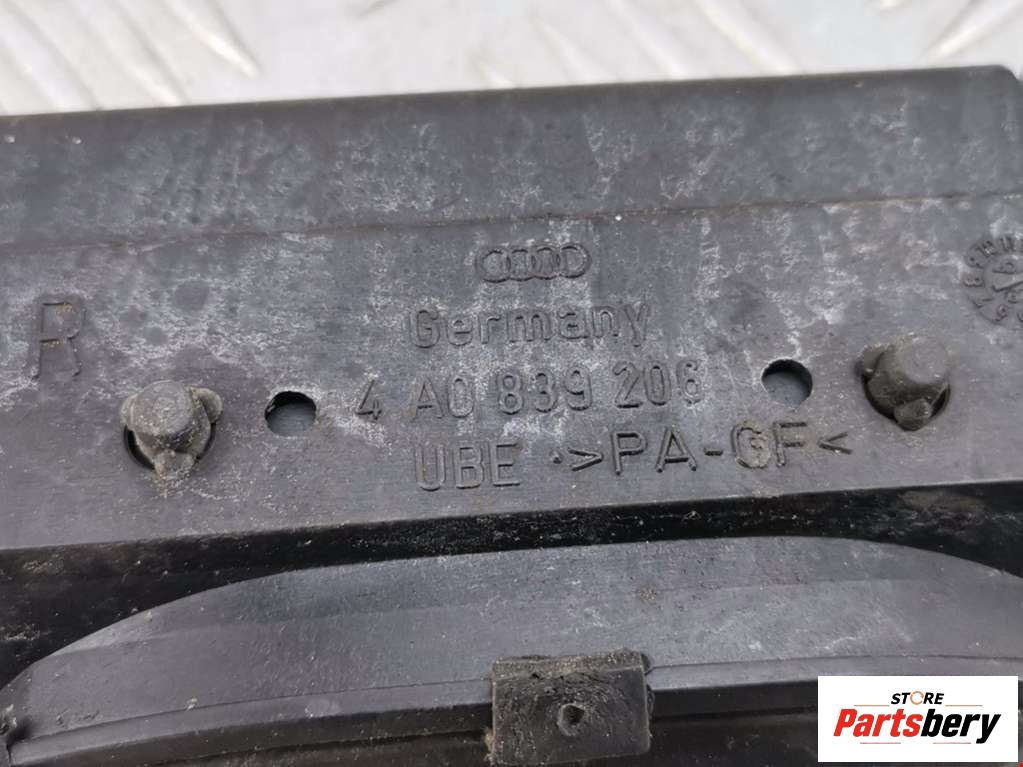 R
Germany
4 A0 839 206
UBE >PA-GF<
STORE
Partsbery